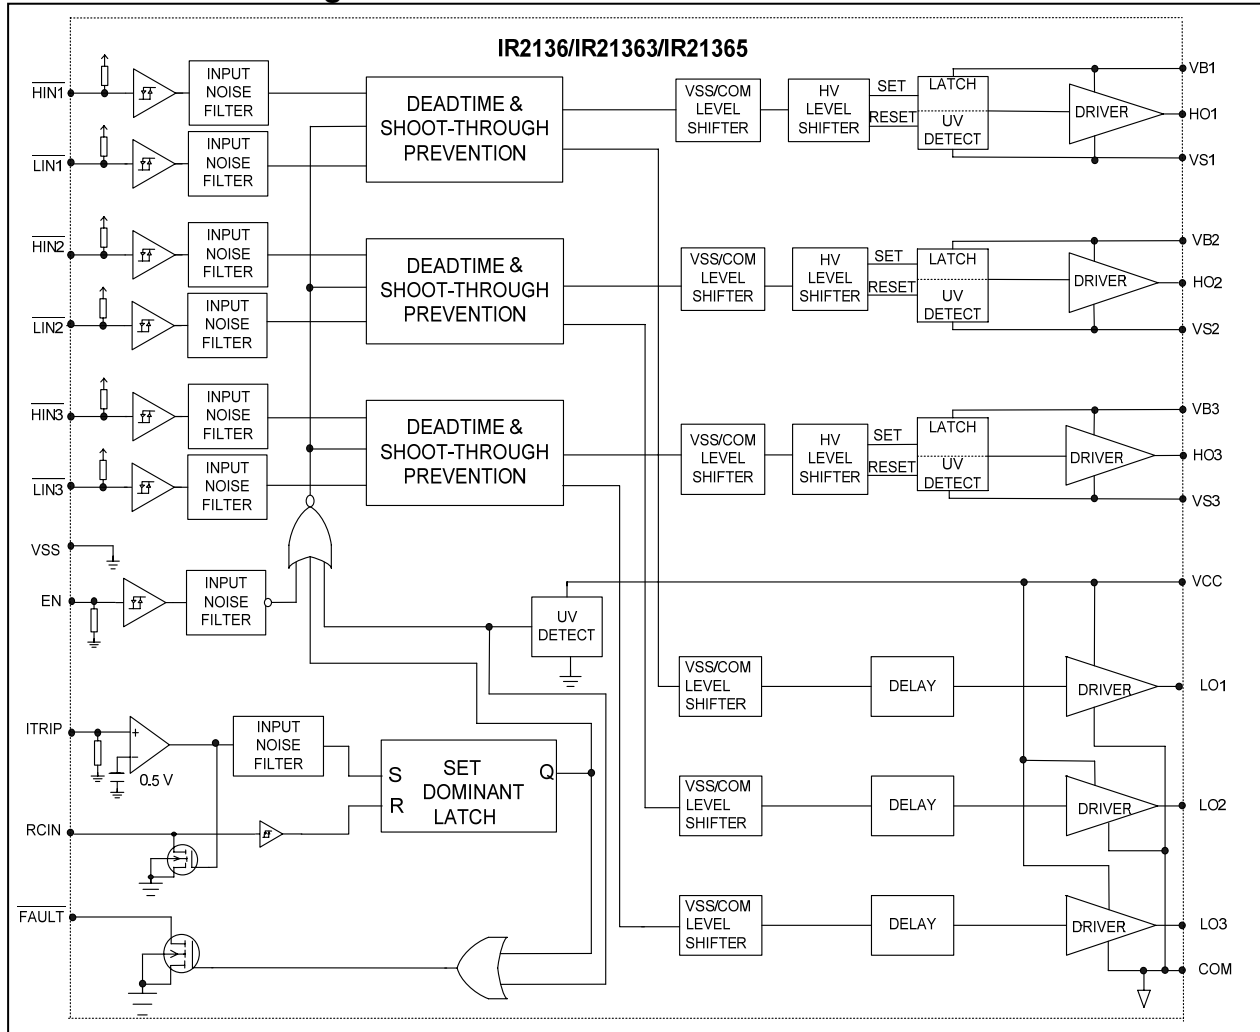 IR2136/IR21363/IR21365
HIN1
INPUT
NOISE
FILTER
LIN1
INPUT
NOISE
FILTER
DEADTIME &
SHOOT-THROUGH
PREVENTION
VSS/COM
LEVEL
SHIFTER
HV
LEVEL
SHIFTER
SET
RESET
LATCH
UV
DETECT
DRIVER
VB1
HO1
VS1
HIN2
INPUT
NOISE
FILTER
LIN2
INPUT
NOISE
FILTER
DEADTIME &
SHOOT-THROUGH
PREVENTION
VSS/COM
LEVEL
SHIFTER
HV
LEVEL
SHIFTER
SET
RESET
LATCH
UV
DETECT
DRIVER
VB2
HO2
VS2
HIN3
INPUT
NOISE
FILTER
LIN3
INPUT
NOISE
FILTER
DEADTIME &
SHOOT-THROUGH
PREVENTION
VSS/COM
LEVEL
SHIFTER
HV
LEVEL
SHIFTER
SET
RESET
LATCH
UV
DETECT
DRIVER
VB3
HO3
VS3
VSS
EN
INPUT
NOISE
FILTER
UV
DETECT
VCC
VSS/COM
LEVEL
SHIFTER
DELAY
DRIVER
LO1
ITRIP
+
−
0.5 V
INPUT
NOISE
FILTER
S
R
SET
DOMINANT
LATCH
Q
VSS/COM
LEVEL
SHIFTER
DELAY
DRIVER
LO2
RCIN
FAULT
VSS/COM
LEVEL
SHIFTER
DELAY
DRIVER
LO3
COM